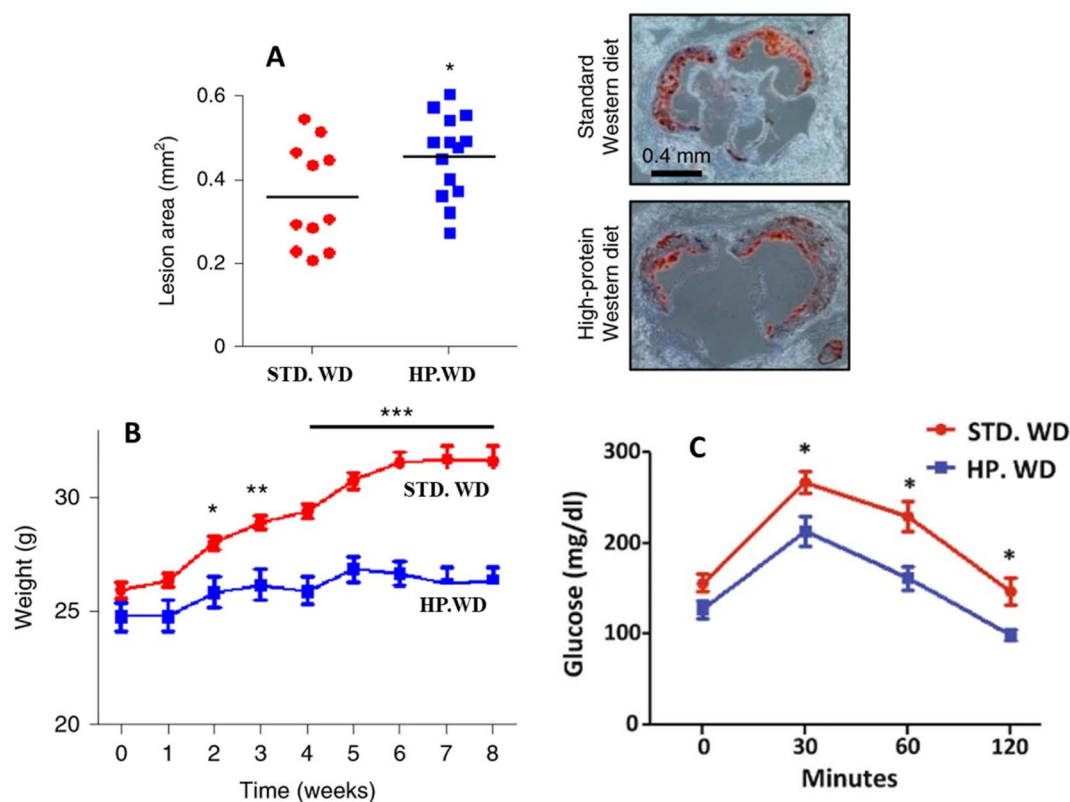 A
*
Lesion area (mm²)
0.6
0.4
0.2
0
STD. WD
HP.WD
Standard
Western diet
0.4 mm
High-protein
Western diet
B
***
*
**
STD. WD
HP.WD
Weight (g)
30
25
20
0 1 2 3 4 5 6 7 8
Time (weeks)
C
STD. WD
HP. WD
*
*
*
Glucose (mg/dl)
300
200
100
0
0 30 60 120
Minutes